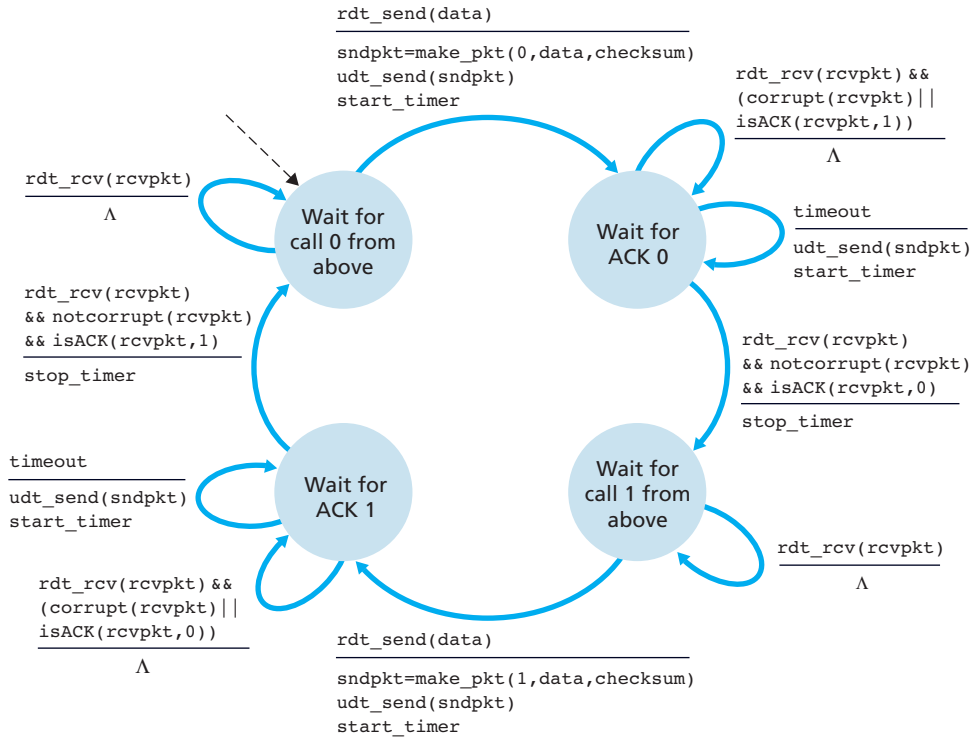 rdt_send(data)
sndpkt=make_pkt(0,data,checksum)
udt_send(sndpkt)
start_timer
rdt_rcv(rcvpkt) &&
(corrupt(rcvpkt)||
isACK(rcvpkt,1))
Λ
rdt_rcv(rcvpkt)
Λ
Wait for
call 0 from
above
Wait for
ACK 0
timeout
udt_send(sndpkt)
start_timer
rdt_rcv(rcvpkt)
&& notcorrupt(rcvpkt)
&& isACK(rcvpkt,1)
stop_timer
rdt_rcv(rcvpkt)
&& notcorrupt(rcvpkt)
&& isACK(rcvpkt,0)
stop_timer
timeout
udt_send(sndpkt)
start_timer
Wait for
ACK 1
Wait for
call 1 from
above
rdt_rcv(rcvpkt)
Λ
rdt_rcv(rcvpkt) &&
(corrupt(rcvpkt)||
isACK(rcvpkt,0))
Λ
rdt_send(data)
sndpkt=make_pkt(1,data,checksum)
udt_send(sndpkt)
start_timer